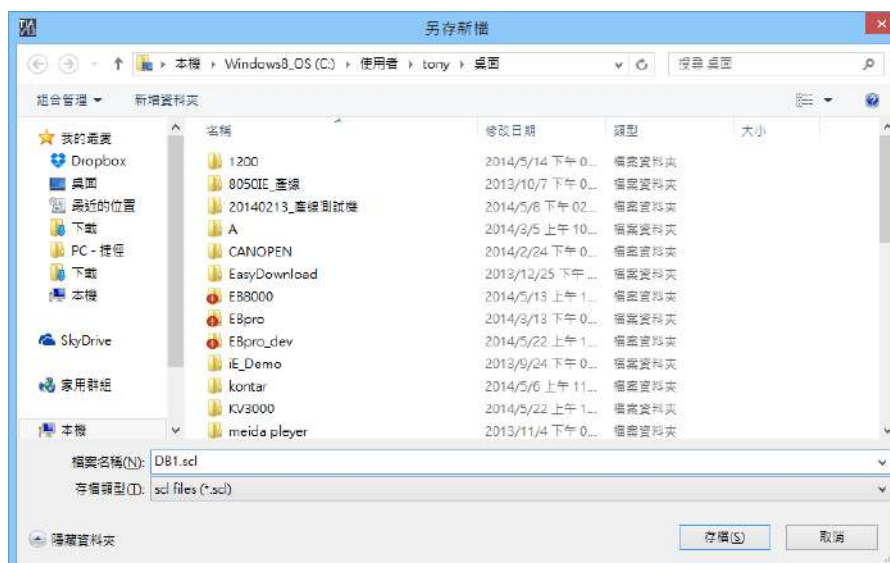 另存新檔
本機 ▸ Windows8_OS (C:) ▸ 使用者 ▸ tony ▸ 桌面
搜尋 桌面
組合管理 新增資料夾
我的最愛
Dropbox
桌面
最近的位置
下載
PC - 捷徑
下載
本機
SkyDrive
家用群組
本機
名稱 修改日期 類型 大小
1200 2014/5/14 下午 0... 檔案資料夾
8050IE_產線 2013/10/7 下午 0... 檔案資料夾
20140213_產線測試機 2014/5/8 下午 02... 檔案資料夾
A 2014/3/5 上午 10... 檔案資料夾
CANOPEN 2014/2/24 下午 0... 檔案資料夾
EasyDownload 2013/12/25 下午 ... 檔案資料夾
EB8000 2014/5/13 上午 1... 檔案資料夾
EBpro 2014/3/13 下午 0... 檔案資料夾
EBpro_dev 2014/5/22 上午 1... 檔案資料夾
iE_Demo 2013/9/24 下午 0... 檔案資料夾
kontar 2014/5/6 上午 11... 檔案資料夾
KV3000 2014/5/22 上午 1... 檔案資料夾
meida pleyer 2013/11/4 下午 0... 檔案資料夾
檔案名稱(N): DB1.scl
存檔類型(T): scl files (*.scl)
隱藏資料夾
存檔(S) 取消